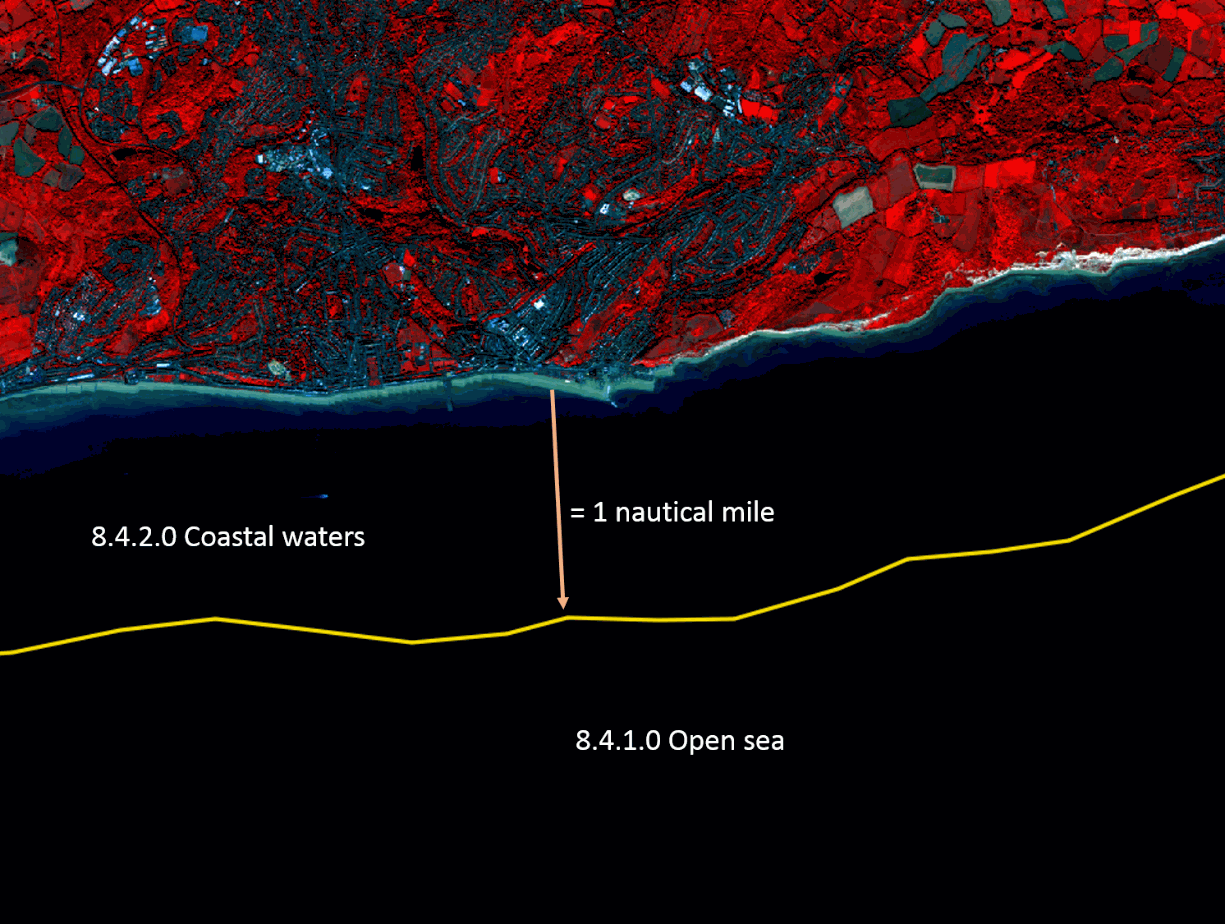 = 1 nautical mile
8.4.2.0 Coastal waters
8.4.1.0 Open sea